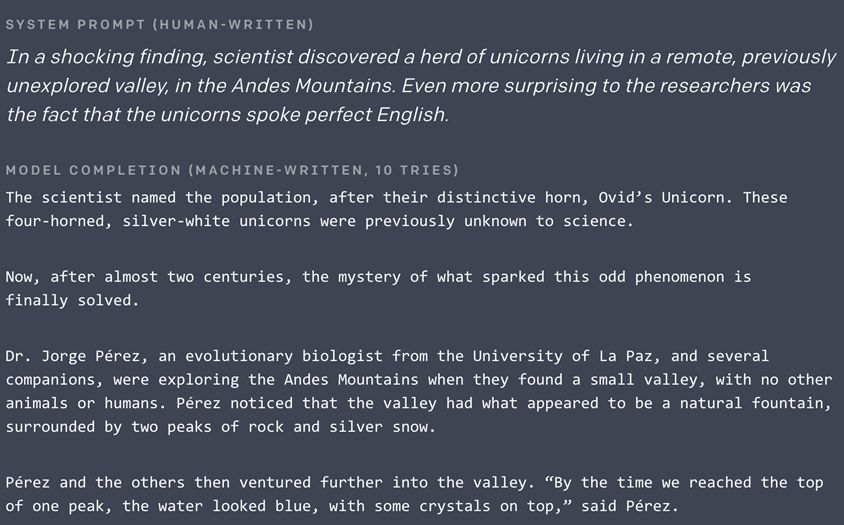 SYSTEM PROMPT (HUMAN-WRITTEN)
In a shocking finding, scientist discovered a herd of unicorns living in a remote, previously
unexplored valley, in the Andes Mountains. Even more surprising to the researchers was
the fact that the unicorns spoke perfect English.
MODEL COMPLETION (MACHINE-WRITTEN, 10 TRIES)
The scientist named the population, after their distinctive horn, Ovid’s Unicorn. These
four-horned, silver-white unicorns were previously unknown to science.
Now, after almost two centuries, the mystery of what sparked this odd phenomenon is
finally solved.
Dr. Jorge Pérez, an evolutionary biologist from the University of La Paz, and several
companions, were exploring the Andes Mountains when they found a small valley, with no other
animals or humans. Pérez noticed that the valley had what appeared to be a natural fountain,
surrounded by two peaks of rock and silver snow.
Pérez and the others then ventured further into the valley. “By the time we reached the top
of one peak, the water looked blue, with some crystals on top,” said Pérez.